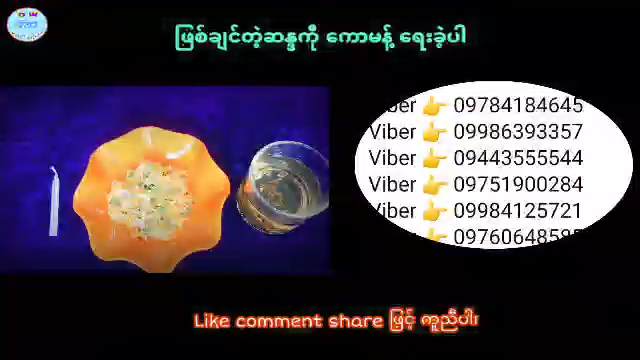 ဖြစ်ချင်တဲ့ဆန္ဒကို ကောမန့် ရေးခဲ့ပါ
Viber 👉 09784184645
Viber 👉 09986393357
Viber 👉 09443555544
Viber 👉 09751900284
Viber 👉 09984125721
Viber 👉
Like comment share ဖြင့် ကူညီပါ။